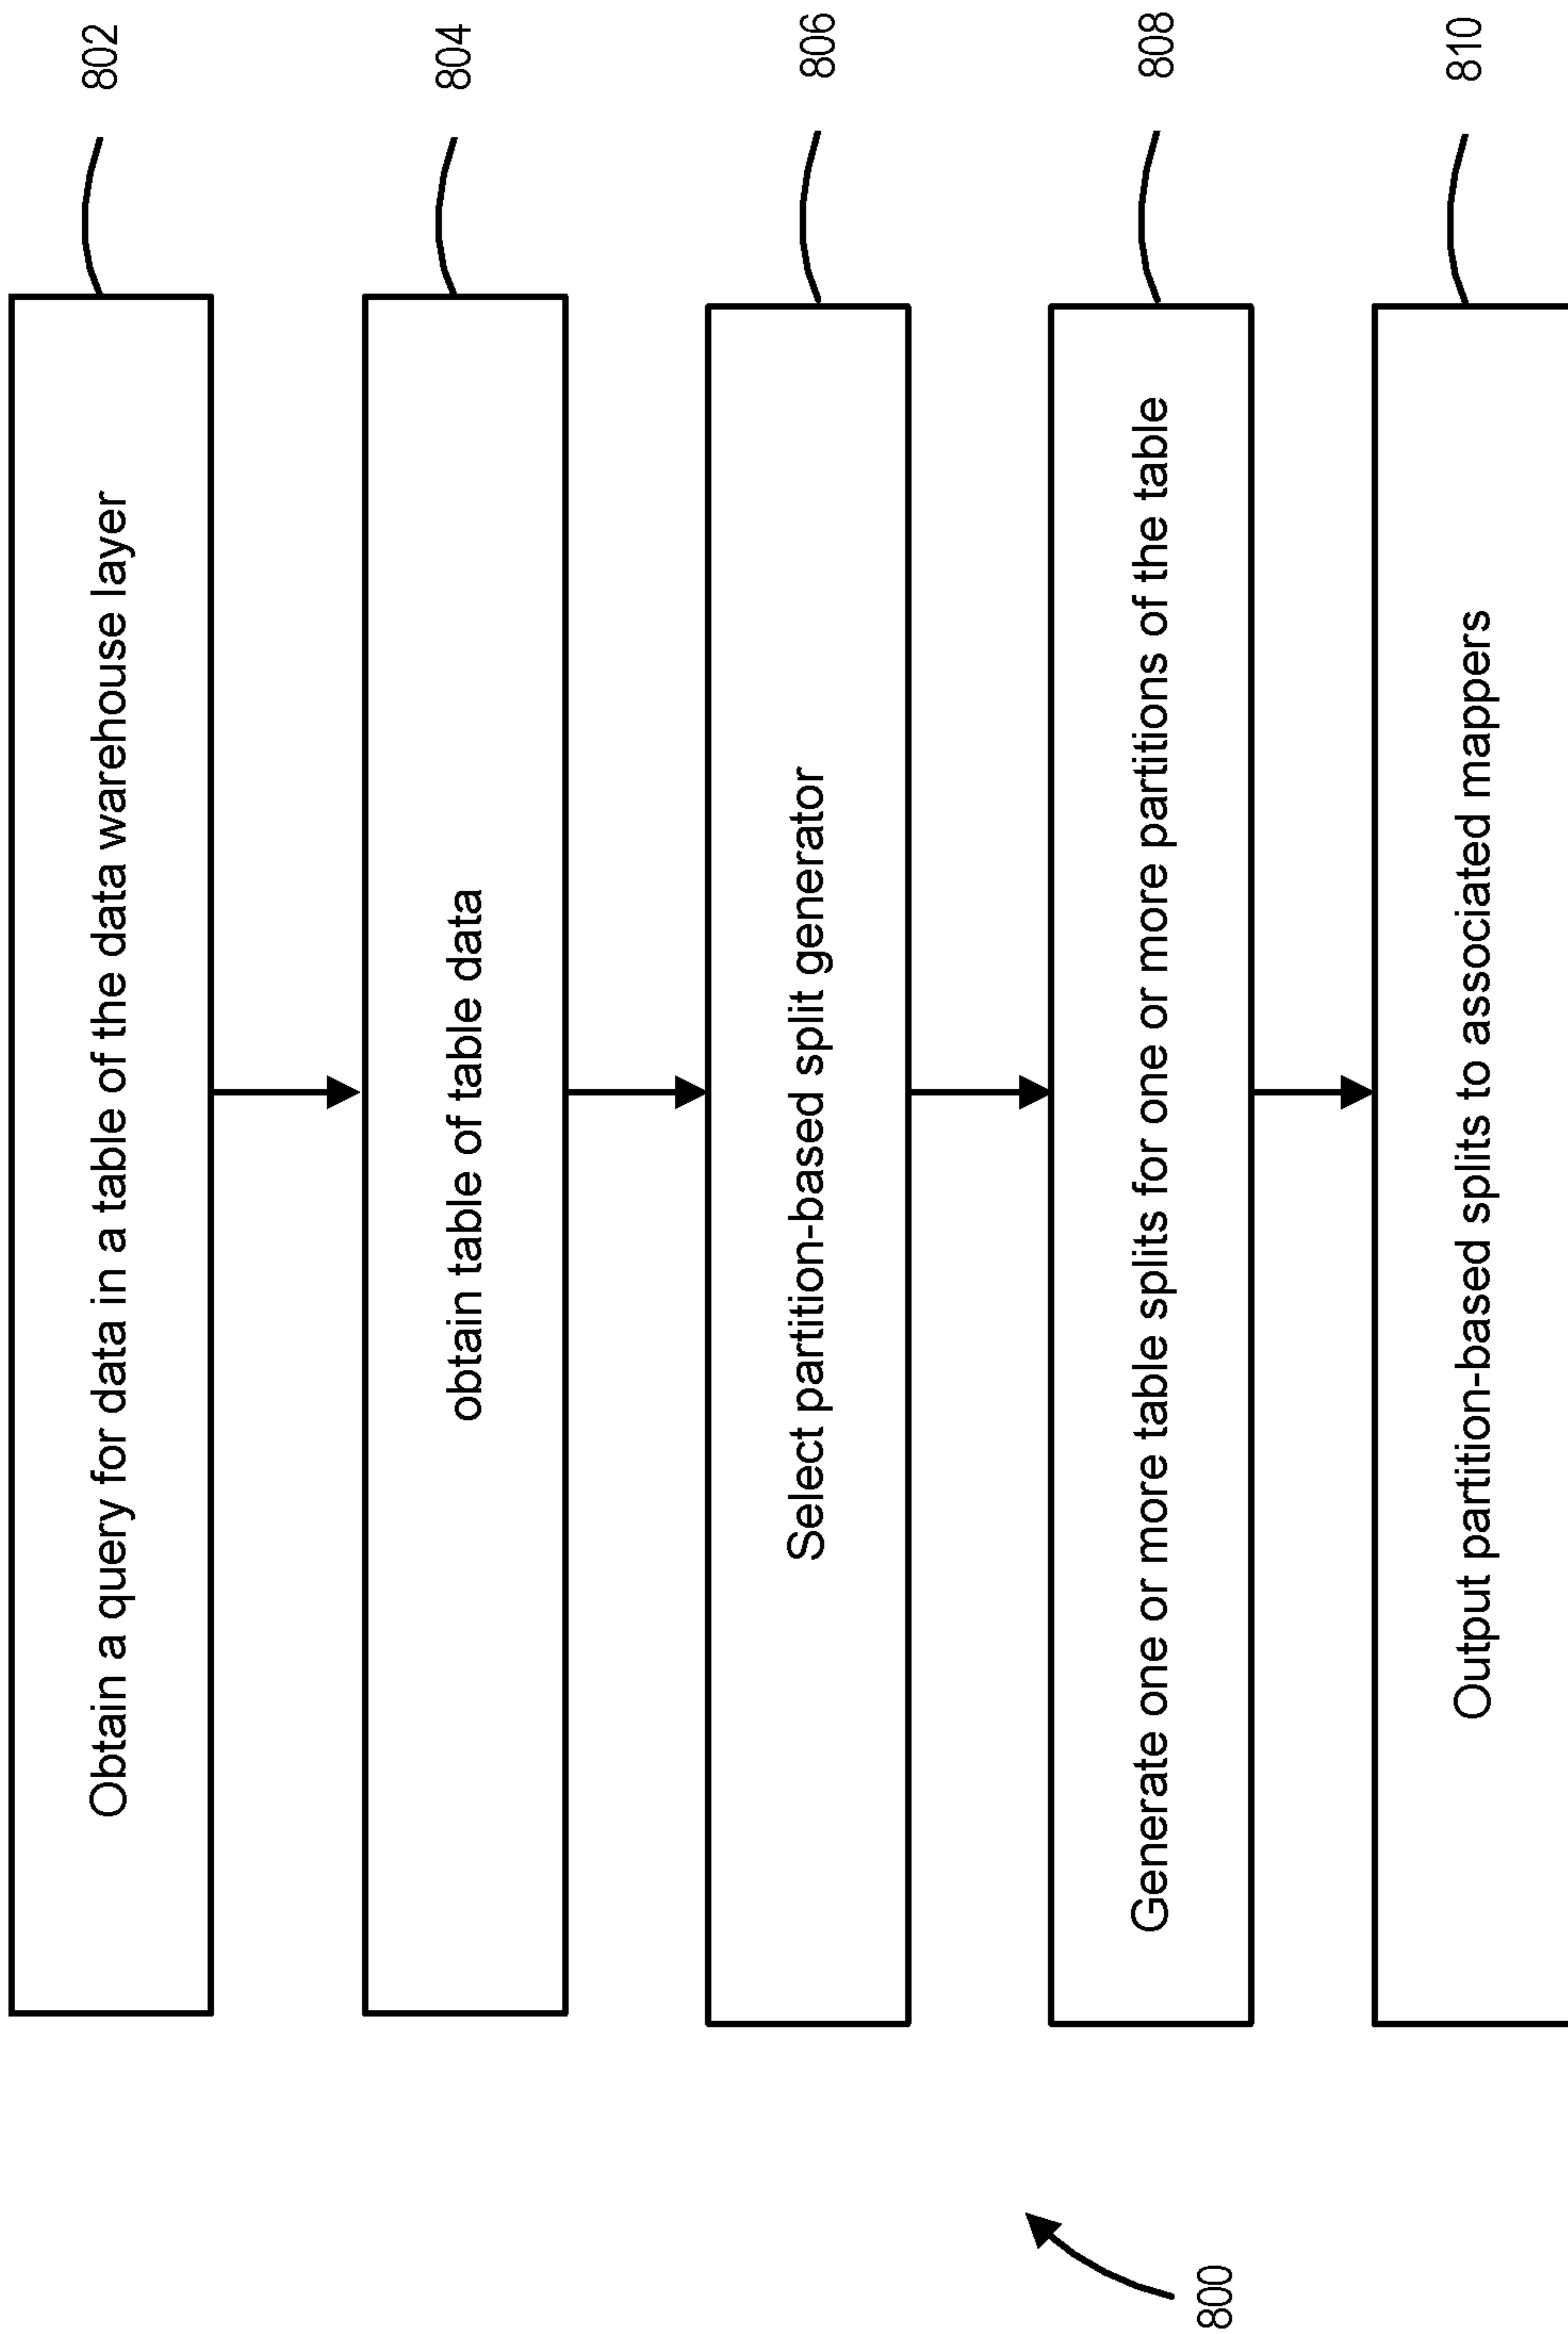 Obtain a query for data in a table of the data warehouse layer
802
obtain table of table data
804
Select partition-based split generator
806
Generate one or more table splits for one or more partitions of the table
808
Output partition-based splits to associated mappers
810
800